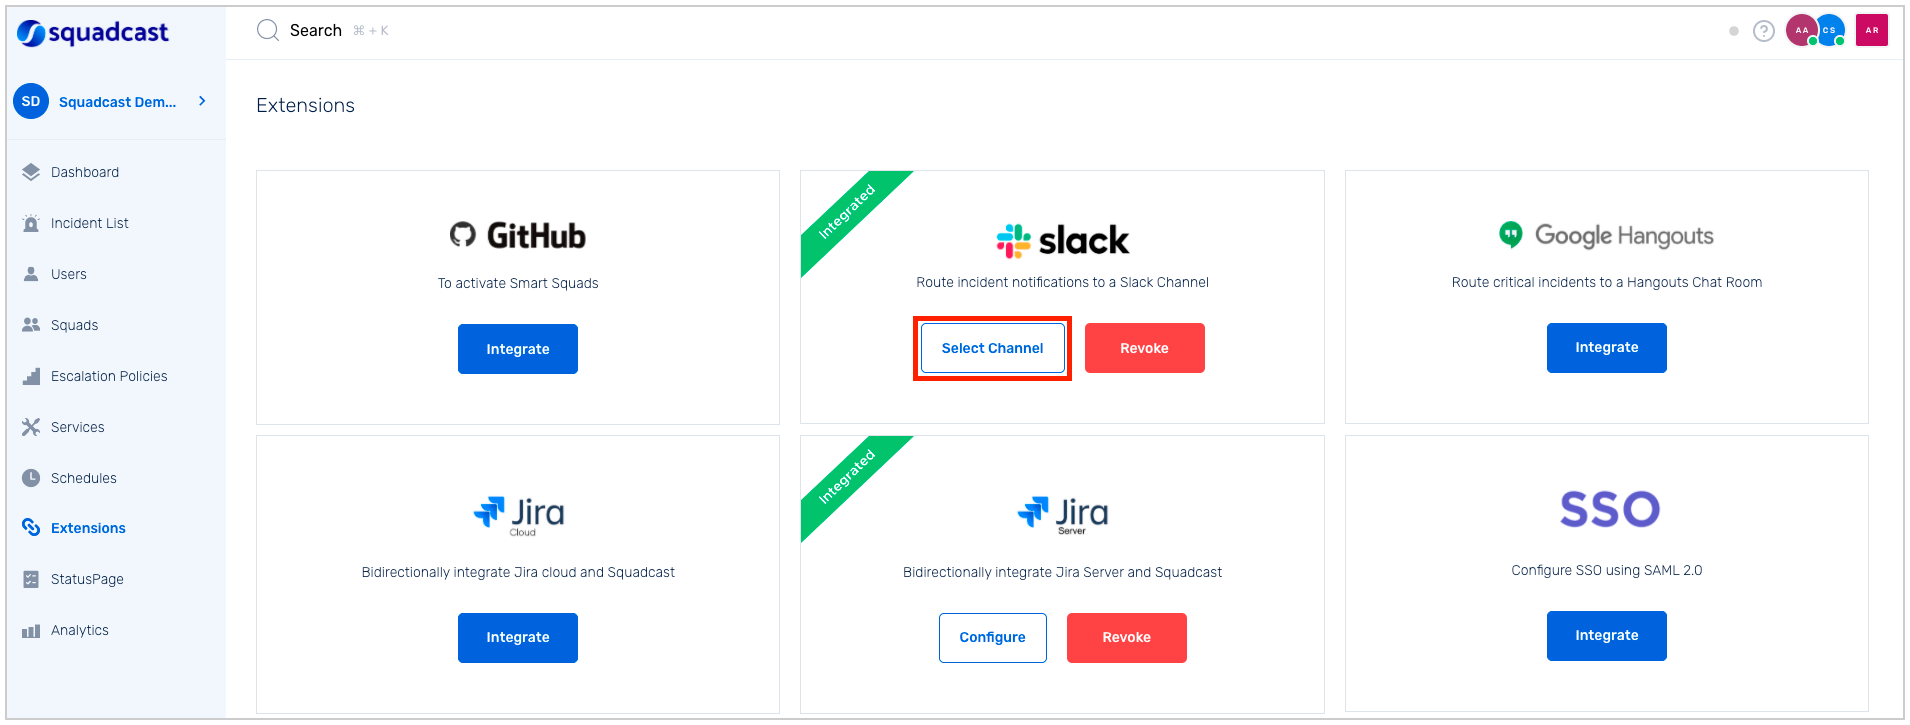 squadcast
Search ⌘ + K
? AA CS AR
SD Squadcast Dem...
Dashboard
Incident List
Users
Squads
Escalation Policies
Services
Schedules
Extensions
StatusPage
Analytics
Extensions
GitHub
To activate Smart Squads
Integrate
Integrated
slack
Route incident notifications to a Slack Channel
Select Channel Revoke
Google Hangouts
Route critical incidents to a Hangouts Chat Room
Integrate
Jira
Cloud
Bidirectionally integrate Jira cloud and Squadcast
Integrate
Integrated
Jira
Server
Bidirectionally integrate Jira Server and Squadcast
Configure Revoke
SSO
Configure SSO using SAML 2.0
Integrate